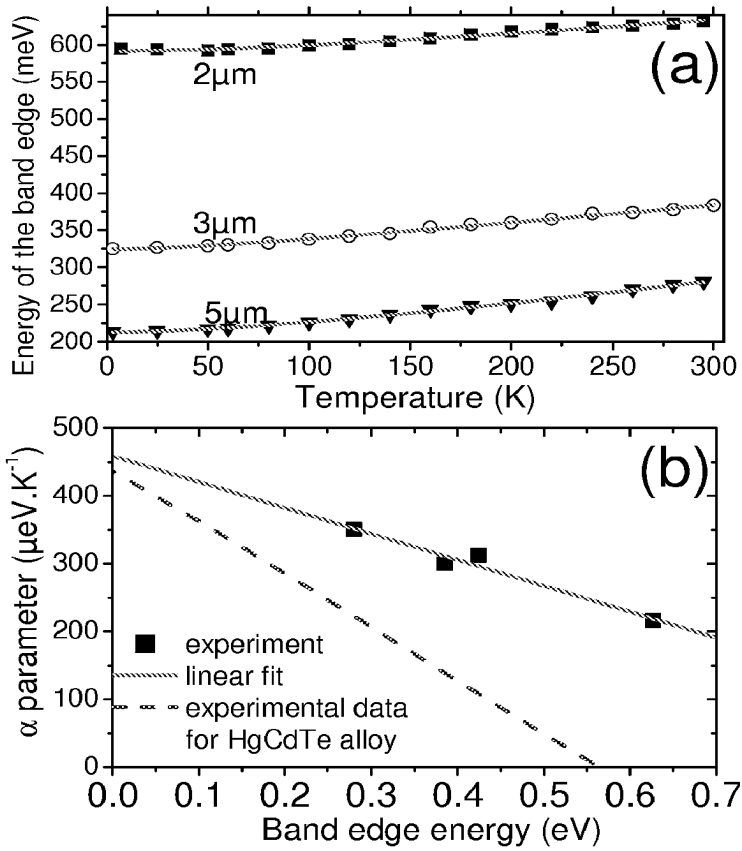 600
550
500
450
400
350
300
250
200
Energy of the band edge (meV)
(a)
2µm
3µm
5µm
0 50 100 150 200 250 300
Temperature (K)
500
400
300
200
100
0
α parameter (µeV.K⁻¹)
(b)
experiment
linear fit
experimental data
for HgCdTe alloy
0.0 0.1 0.2 0.3 0.4 0.5 0.6 0.7
Band edge energy (eV)